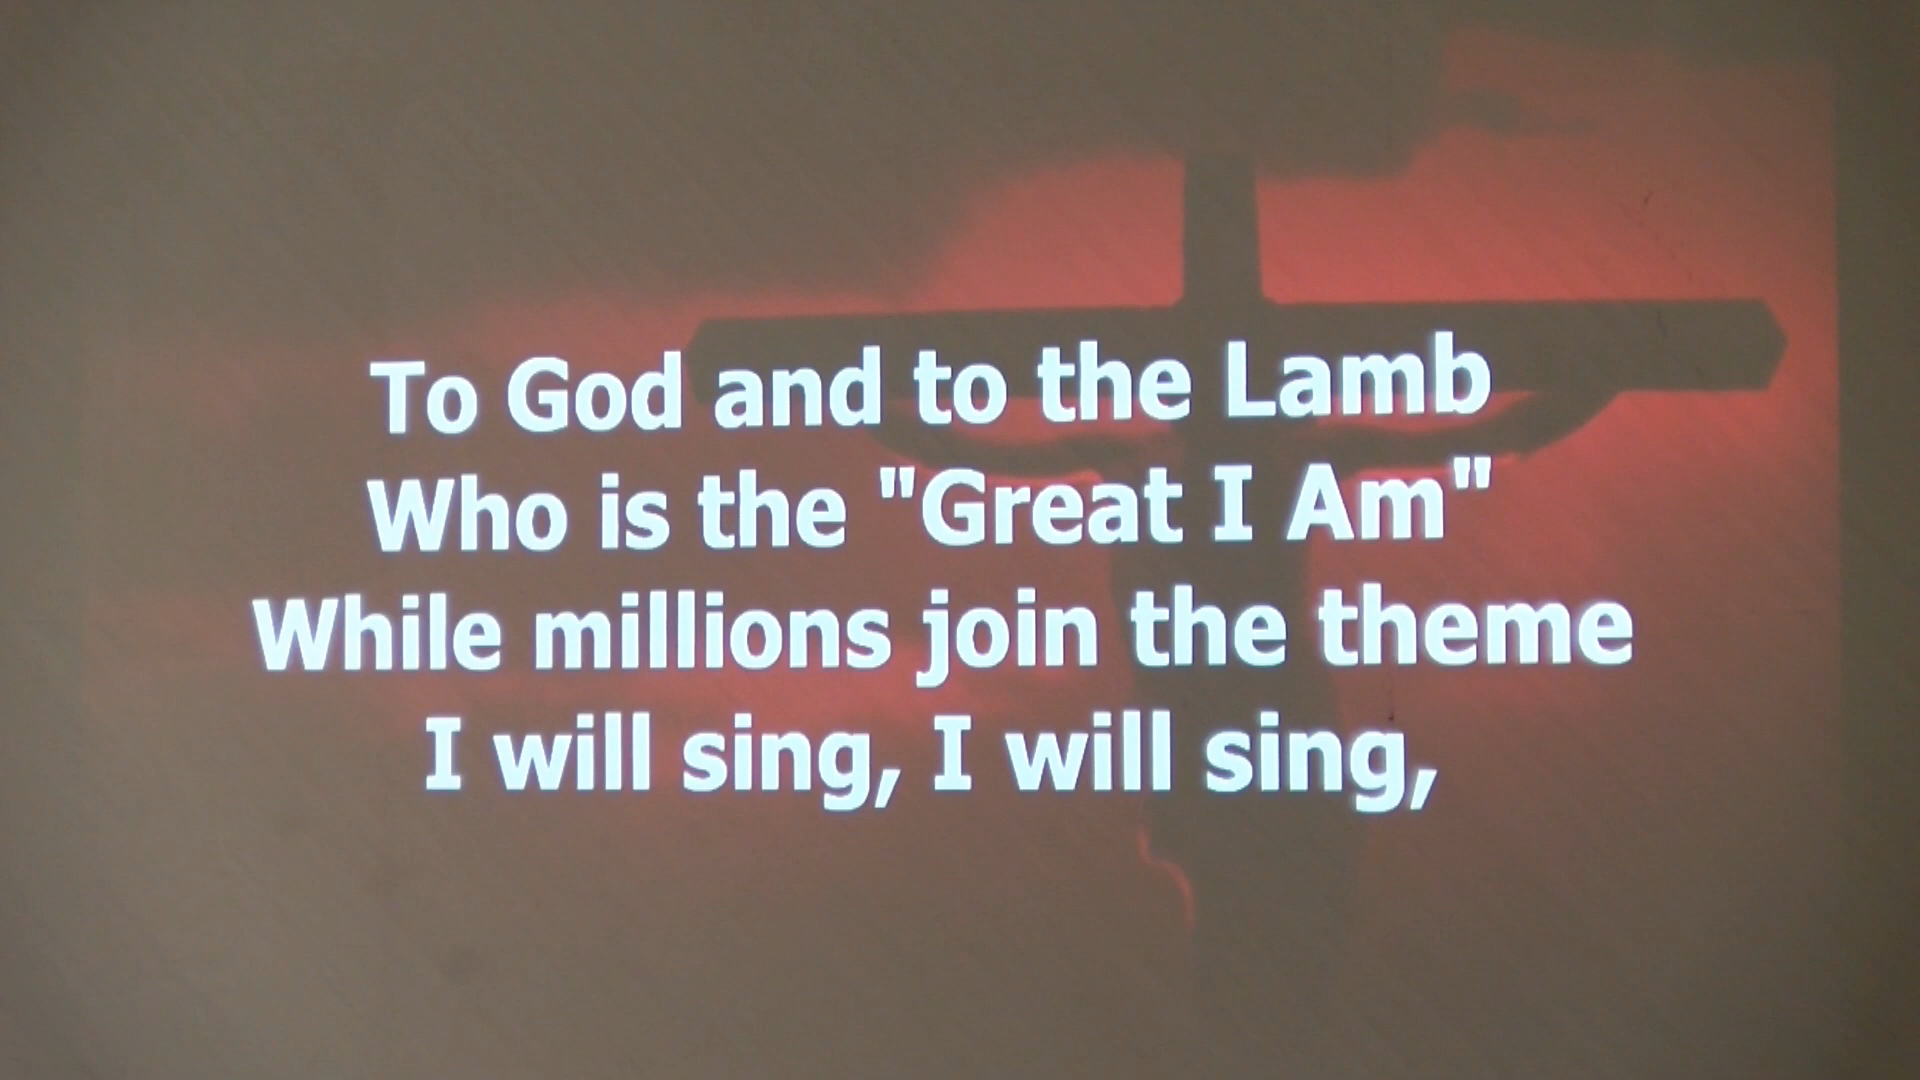 To God and to the Lamb
Who is the "Great I Am"
While millions join the theme
I will sing, I will sing,